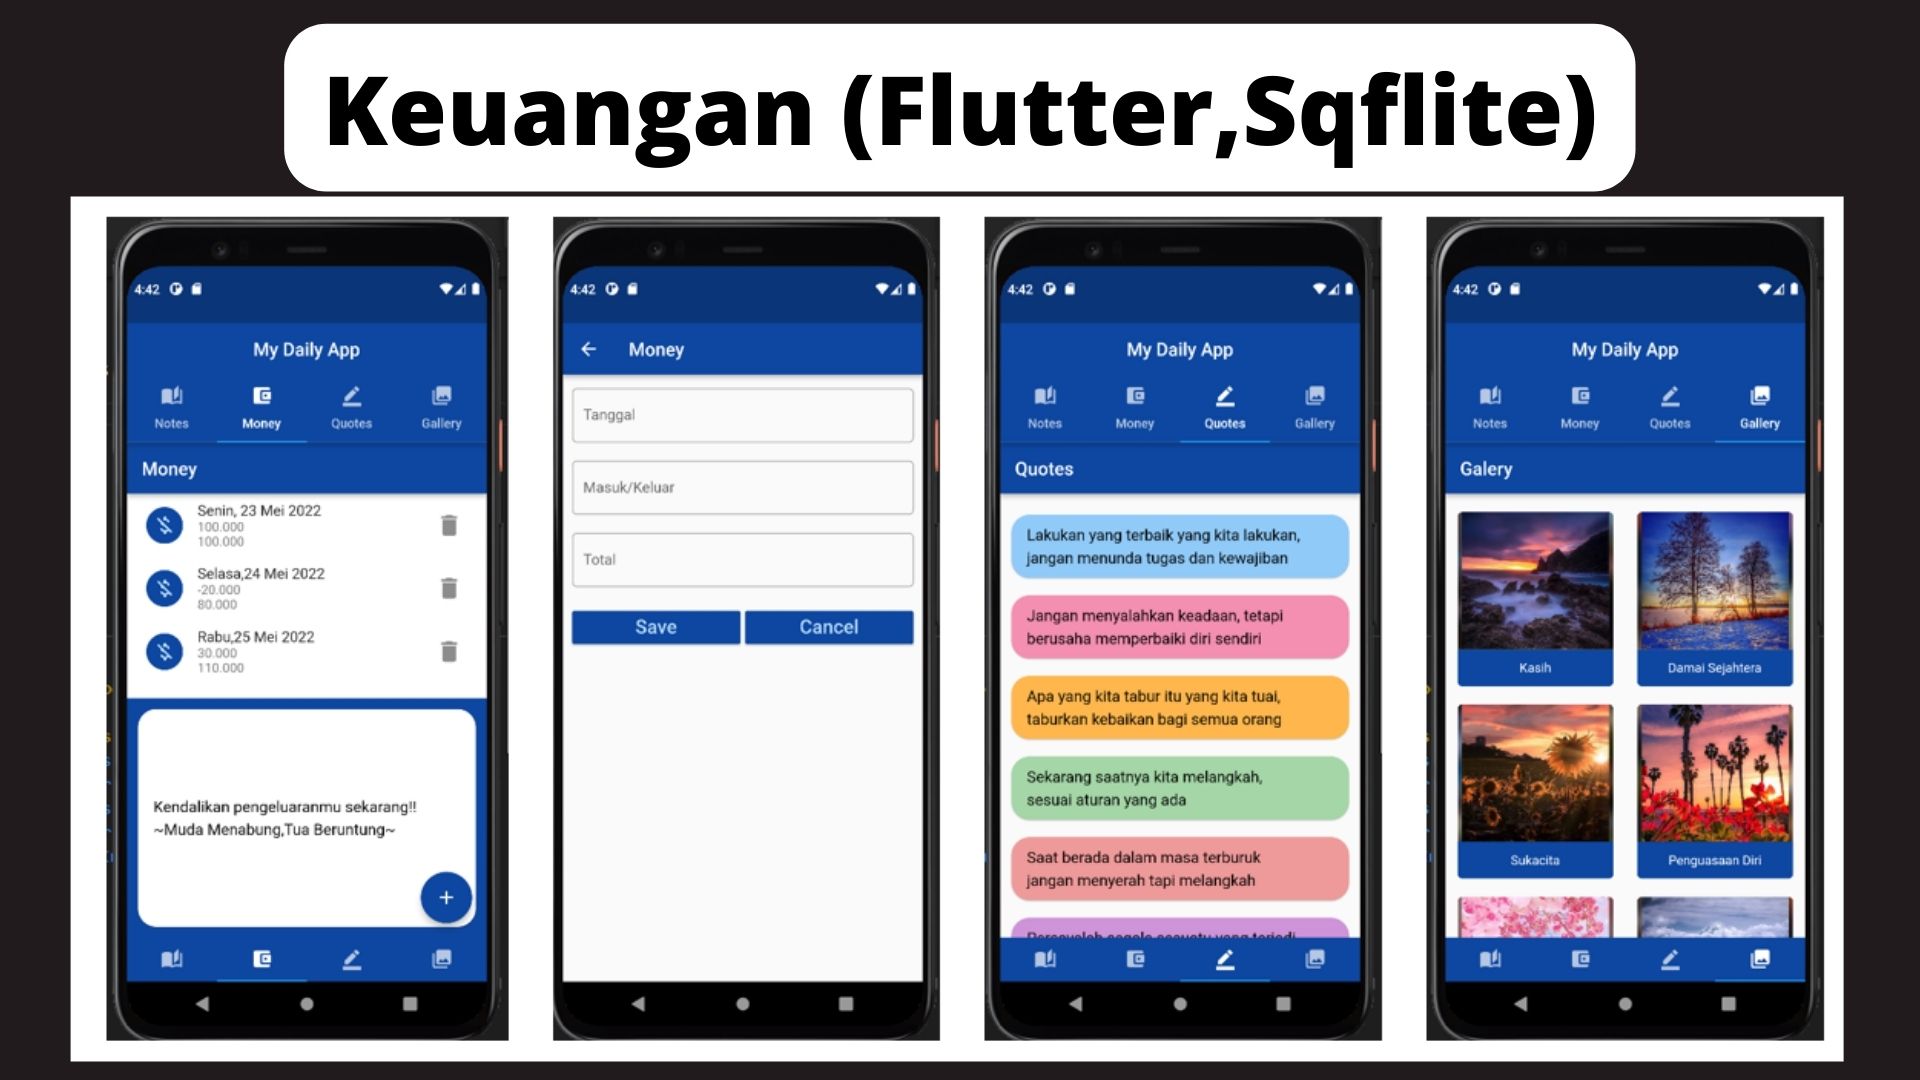 Keuangan (Flutter,Sqflite)
4:42
My Daily App
Notes
Money
Quotes
Gallery
Money
Senin, 23 Mei 2022
100.000
100.000
Selasa,24 Mei 2022
-20.000
80.000
Rabu,25 Mei 2022
30.000
110.000
Kendalikan pengeluaranmu sekarang!!
~Muda Menabung,Tua Beruntung~
+
4:42
Money
Tanggal
Masuk/Keluar
Total
Save
Cancel
4:42
My Daily App
Notes
Money
Quotes
Gallery
Quotes
Lakukan yang terbaik yang kita lakukan,
jangan menunda tugas dan kewajiban
Jangan menyalahkan keadaan, tetapi
berusaha memperbaiki diri sendiri
Apa yang kita tabur itu yang kita tuai,
taburkan kebaikan bagi semua orang
Sekarang saatnya kita melangkah,
sesuai aturan yang ada
Saat berada dalam masa terburuk
jangan menyerah tapi melangkah
4:42
My Daily App
Notes
Money
Quotes
Gallery
Galery
Kasih
Damai Sejahtera
Sukacita
Penguasaan Diri